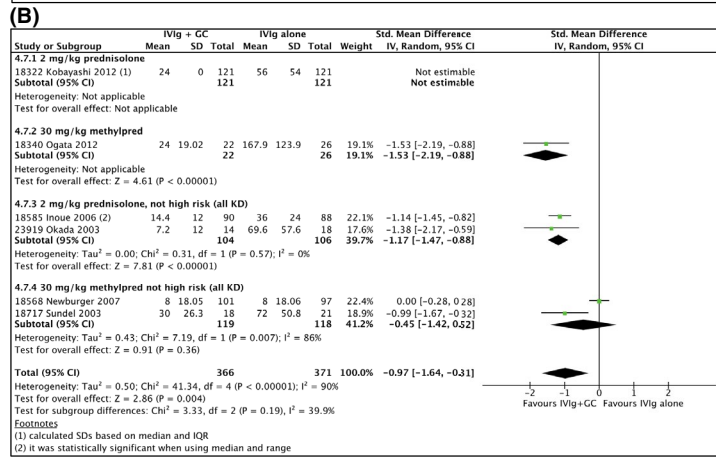 (B)
IVIg + GC IVIg alone Std. Mean Difference Std. Mean Difference
Study or Subgroup Mean SD Total Mean SD Total Weight IV, Random, 95% CI IV, Random, 95% CI
4.7.1 2 mg/kg prednisolone
18322 Kobayashi 2012 (1) 24 0 121 56 54 121 Not estimable
Subtotal (95% CI) 121 121 Not estimable
Heterogeneity: Not applicable
Test for overall effect: Not applicable
4.7.2 30 mg/kg methylpred
18340 Ogata 2012 24 19.02 22 167.9 123.9 26 19.1% -1.53 [-2.19, -0.88]
Subtotal (95% CI) 22 26 19.1% -1.53 [-2.19, -0.88]
Heterogeneity: Not applicable
Test for overall effect: Z = 4.61 (P < 0.00001)
4.7.3 2 mg/kg prednisolone, not high risk (all KD)
18585 Inoue 2006 (2) 14.4 12 90 36 24 88 22.1% -1.14 [-1.45, -0.82]
23919 Okada 2003 7.2 12 14 69.6 57.6 18 17.6% -1.38 [-2.17, -0.59]
Subtotal (95% CI) 104 106 39.7% -1.17 [-1.47, -0.88]
Heterogeneity: Tau² = 0.00; Chi² = 0.31, df = 1 (P = 0.57); I² = 0%
Test for overall effect: Z = 7.81 (P < 0.00001)
4.7.4 30 mg/kg methylpred not high risk (all KD)
18568 Newburger 2007 8 18.05 101 8 18.06 97 22.4% 0.00 [-0.28, 0.28]
18717 Sundel 2003 30 26.3 18 72 50.8 21 18.9% -0.99 [-1.67, -0.32]
Subtotal (95% CI) 119 118 41.2% -0.45 [-1.42, 0.52]
Heterogeneity: Tau² = 0.43; Chi² = 7.19, df = 1 (P = 0.007); I² = 86%
Test for overall effect: Z = 0.91 (P = 0.36)
Total (95% CI) 366 371 100.0% -0.97 [-1.64, -0.31]
Heterogeneity: Tau² = 0.50; Chi² = 41.34, df = 4 (P < 0.00001); I² = 90%
Test for overall effect: Z = 2.86 (P = 0.004)
Test for subgroup differences: Chi² = 3.33, df = 2 (P = 0.19), I² = 39.9%
-2 -1 0 1 2
Favours IVIg+GC Favours IVIg alone
Footnotes
(1) calculated SDs based on median and IQR
(2) it was statistically significant when using median and range